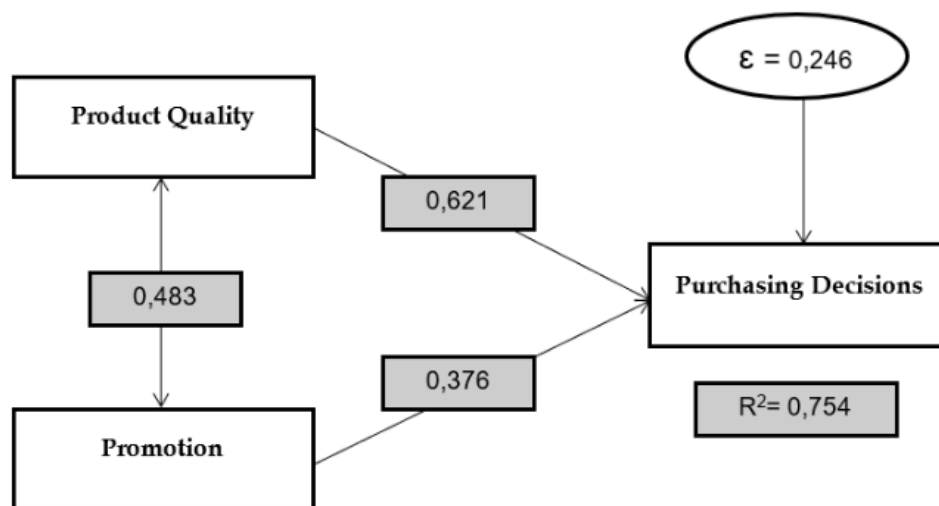 ε = 0,246
Product Quality
0,621
0,483
Purchasing Decisions
0,376
R²= 0,754
Promotion